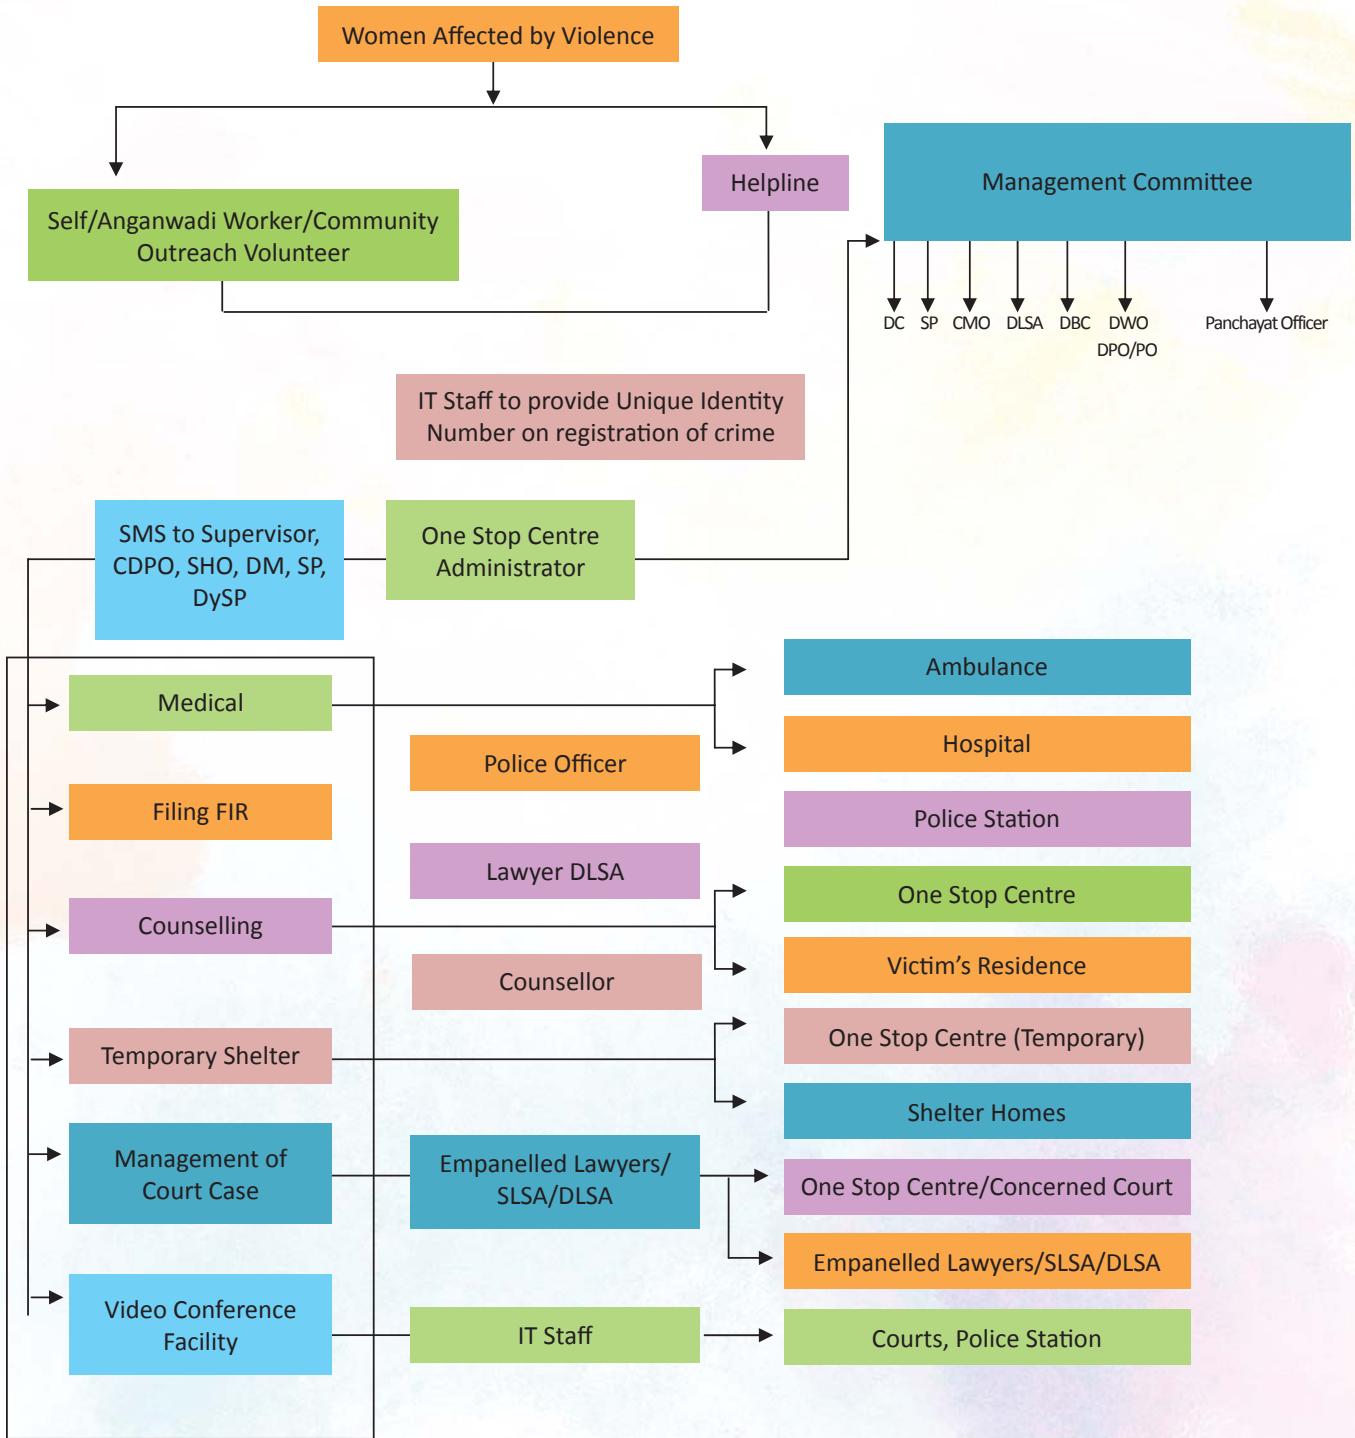 Women Affected by Violence
Helpline
Management Committee
Self/Anganwadi Worker/Community
Outreach Volunteer
DC
SP
CMO
DLSA
DBC
DWO
DPO/PO
Panchayat Officer
IT Staff to provide Unique Identity
Number on registration of crime
SMS to Supervisor,
CDPO, SHO, DM, SP,
DySP
One Stop Centre
Administrator
Medical
Ambulance
Police Officer
Hospital
Filing FIR
Police Station
Lawyer DLSA
One Stop Centre
Counselling
Victim’s Residence
Counsellor
Temporary Shelter
One Stop Centre (Temporary)
Shelter Homes
Management of
Court Case
Empanelled Lawyers/
SLSA/DLSA
One Stop Centre/Concerned Court
Empanelled Lawyers/SLSA/DLSA
Video Conference
Facility
IT Staff
Courts, Police Station